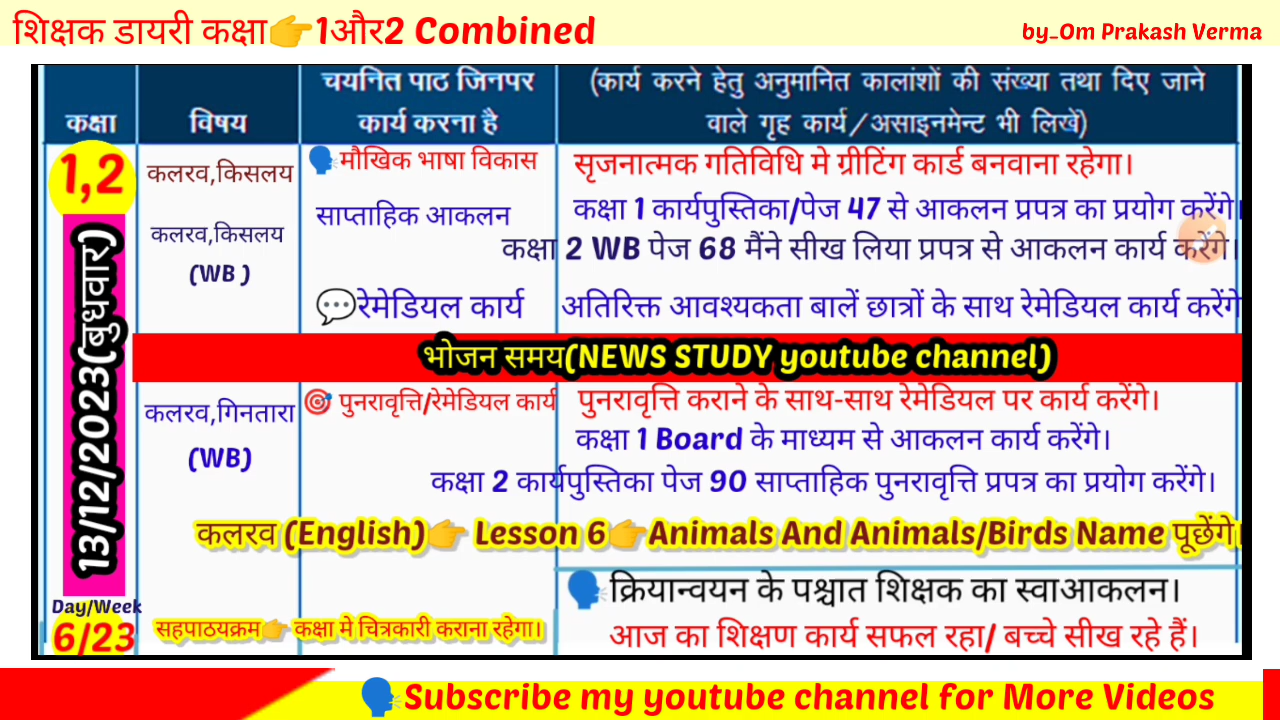 शिक्षक डायरी कक्षा👉1और2 Combined
by-Om Prakash Verma
कक्षा
विषय
चयनित पाठ जिनपर
कार्य करना है
(कार्य करने हेतु अनुमानित कालांशों की संख्या तथा दिए जाने
वाले गृह कार्य/असाइनमेन्ट भी लिखें)
1,2
13/12/2023(बुधवार)
Day/Week
6/23
कलरव,किसलय
🗣मौखिक भाषा विकास
सृजनात्मक गतिविधि मे ग्रीटिंग कार्ड बनवाना रहेगा।
कलरव,किसलय
(WB )
साप्ताहिक आकलन
कक्षा 1 कार्यपुस्तिका/पेज 47 से आकलन प्रपत्र का प्रयोग करेंगे।
कक्षा 2 WB पेज 68 मैंने सीख लिया प्रपत्र से आकलन कार्य करेंगे।
💬रेमेडियल कार्य
अतिरिक्त आवश्यकता बालें छात्रों के साथ रेमेडियल कार्य करेंगे
भोजन समय(NEWS STUDY youtube channel)
कलरव,गिनतारा
(WB)
🎯 पुनरावृत्ति/रेमेडियल कार्य
पुनरावृत्ति कराने के साथ-साथ रेमेडियल पर कार्य करेंगे।
कक्षा 1 Board के माध्यम से आकलन कार्य करेंगे।
कक्षा 2 कार्यपुस्तिका पेज 90 साप्ताहिक पुनरावृत्ति प्रपत्र का प्रयोग करेंगे।
कलरव (English)👉 Lesson 6👉Animals And Animals/Birds Name पूछेंगे।
🗣क्रियान्वयन के पश्चात शिक्षक का स्वाआकलन।
सहपाठयक्रम👉 कक्षा मे चित्रकारी कराना रहेगा।
आज का शिक्षण कार्य सफल रहा/ बच्चे सीख रहे हैं।
🗣Subscribe my youtube channel for More Videos